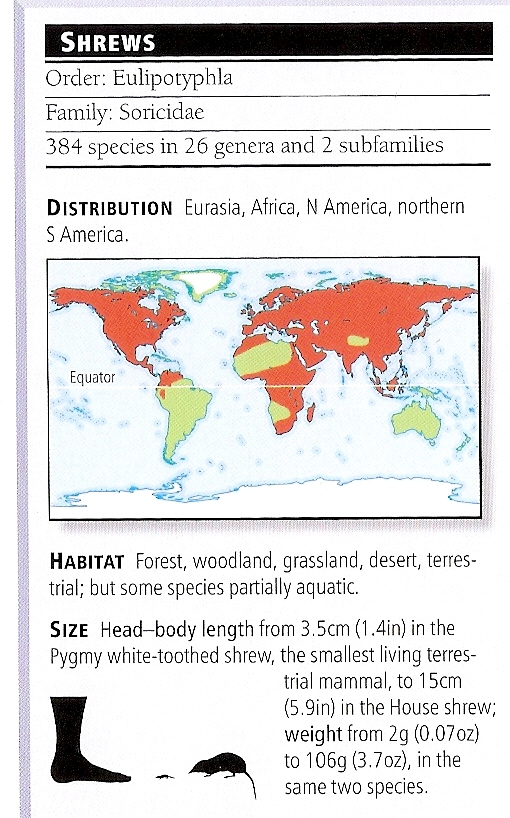 SHREWS
Order: Eulipotyphla
Family: Soricidae
384 species in 26 genera and 2 subfamilies
DISTRIBUTION Eurasia, Africa, N America, northern
S America.
Equator
HABITAT Forest, woodland, grassland, desert, terres-
trial; but some species partially aquatic.
SIZE Head–body length from 3.5cm (1.4in) in the
Pygmy white-toothed shrew, the smallest living terres-
trial mammal, to 15cm
(5.9in) in the House shrew;
weight from 2g (0.07oz)
to 106g (3.7oz), in the
same two species.